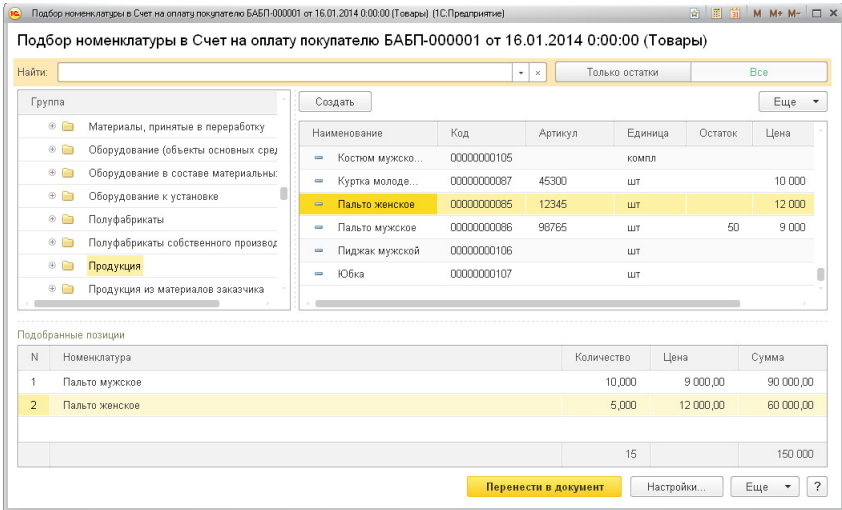 Подбор номенклатуры в Счет на оплату покупателю БАБП-000001 от 16.01.2014 0:00:00 (Товары) (1С:Предприятие)
M M+ M-
Подбор номенклатуры в Счет на оплату покупателю БАБП-000001 от 16.01.2014 0:00:00 (Товары)
Найти: Только остатки Все
Группа
Материалы, принятые в переработку
Оборудование (объекты основных сред
Оборудование в составе материальны
Оборудование к установке
Полуфабрикаты
Полуфабрикаты собственного производ
Продукция
Продукция из материалов заказчика
Создать Еще
Наименование Код Артикул Единица Остаток Цена
Костюм мужско... 00000000105 компл
Куртка молоде... 00000000087 45300 шт 10 000
Пальто женское 00000000085 12345 шт 12 000
Пальто мужское 00000000086 98765 шт 50 9 000
Пиджак мужской 00000000106 шт
Юбка 00000000107 шт
Подобранные позиции
N Номенклатура Количество Цена Сумма
1 Пальто мужское 10,000 9 000,00 90 000,00
2 Пальто женское 5,000 12 000,00 60 000,00
15 150 000
Перенести в документ Настройки... Еще ?